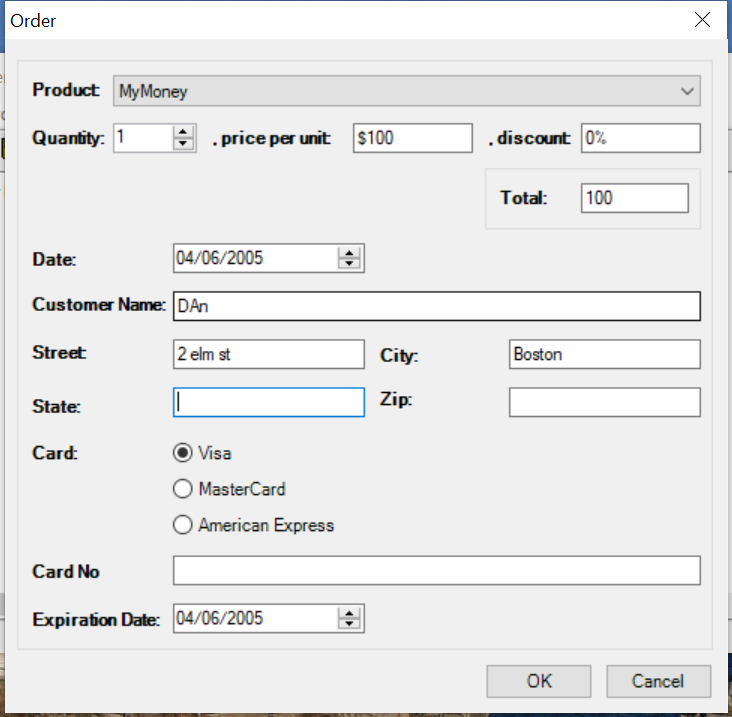 Order
Product: MyMoney
Quantity: 1 , price per unit: $100 , discount: 0%
Total: 100
Date: 04/06/2005
Customer Name: DAn
Street: 2 elm st City: Boston
State: Zip:
Card: Visa
MasterCard
American Express
Card No
Expiration Date: 04/06/2005
OK Cancel